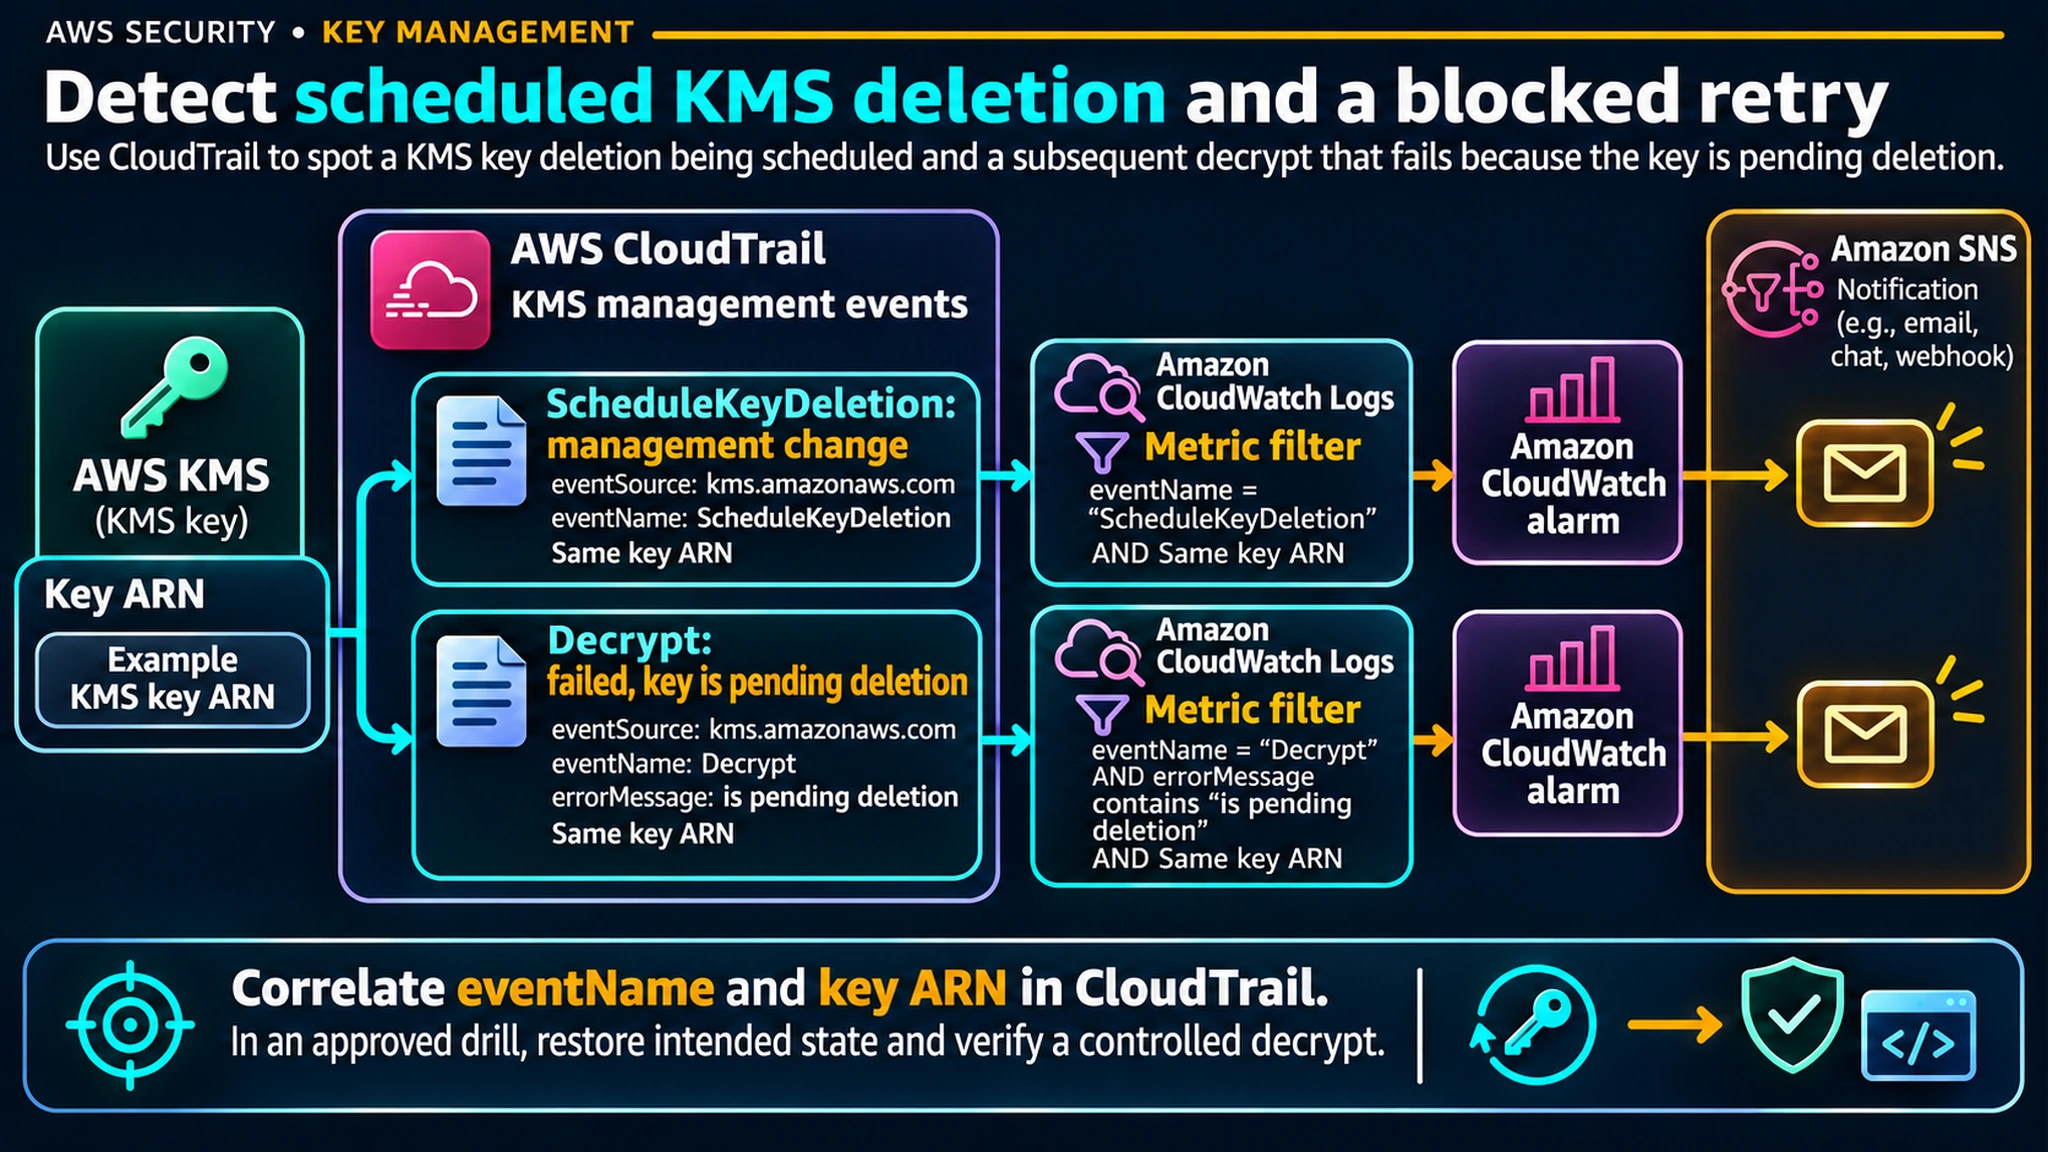 AWS SECURITY • KEY MANAGEMENT
Detect scheduled KMS deletion and a blocked retry
Use CloudTrail to spot a KMS key deletion being scheduled and a subsequent decrypt that fails because the key is pending deletion.
AWS KMS
(KMS key)
Key ARN
Example
KMS key ARN
AWS CloudTrail
KMS management events
ScheduleKeyDeletion:
management change
eventSource: kms.amazonaws.com
eventName: ScheduleKeyDeletion
Same key ARN
Decrypt:
failed, key is pending deletion
eventSource: kms.amazonaws.com
eventName: Decrypt
errorMessage: is pending deletion
Same key ARN
Amazon
CloudWatch Logs
Metric filter
eventName =
“ScheduleKeyDeletion”
AND Same key ARN
Amazon
CloudWatch Logs
Metric filter
eventName = “Decrypt”
AND errorMessage
contains “is pending
deletion”
AND Same key ARN
Amazon
CloudWatch
alarm
Amazon
CloudWatch
alarm
Amazon SNS
Notification
(e.g., email,
chat, webhook)
Correlate eventName and key ARN in CloudTrail.
In an approved drill, restore intended state and verify a controlled decrypt.
</>